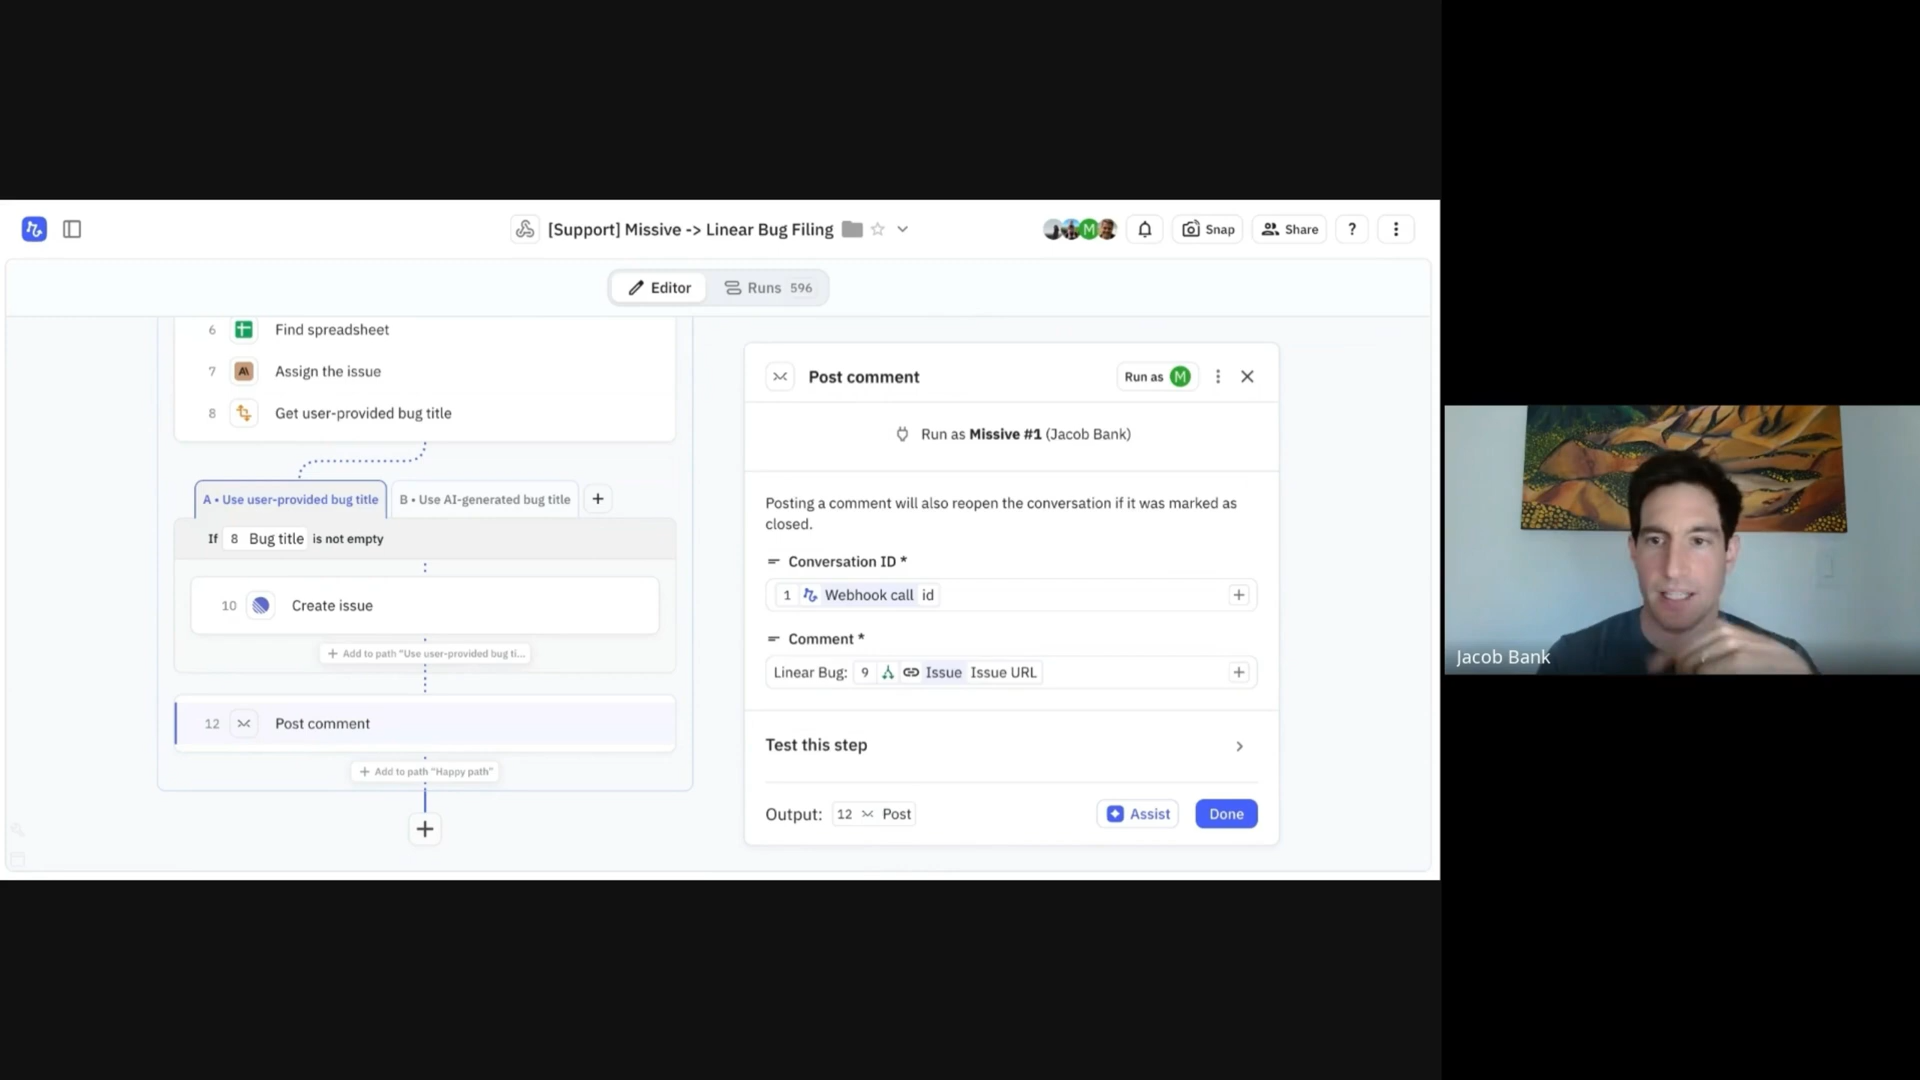 [Support] Missive -> Linear Bug Filing
M
Snap
Share
?
Editor
Runs 596
6 Find spreadsheet
7 A\ Assign the issue
8 Get user-provided bug title
A • Use user-provided bug title
B • Use AI-generated bug title
+
If 8 Bug title is not empty
10 Create issue
+ Add to path "Use user-provided bug ti...
12 Post comment
+ Add to path "Happy path"
+
Post comment
Run as M
Run as Missive #1 (Jacob Bank)
Posting a comment will also reopen the conversation if it was marked as
closed.
Conversation ID *
1 Webhook call id
+
Comment *
Linear Bug: 9 Issue Issue URL
+
Test this step
Output: 12 Post
Assist
Done
Jacob Bank